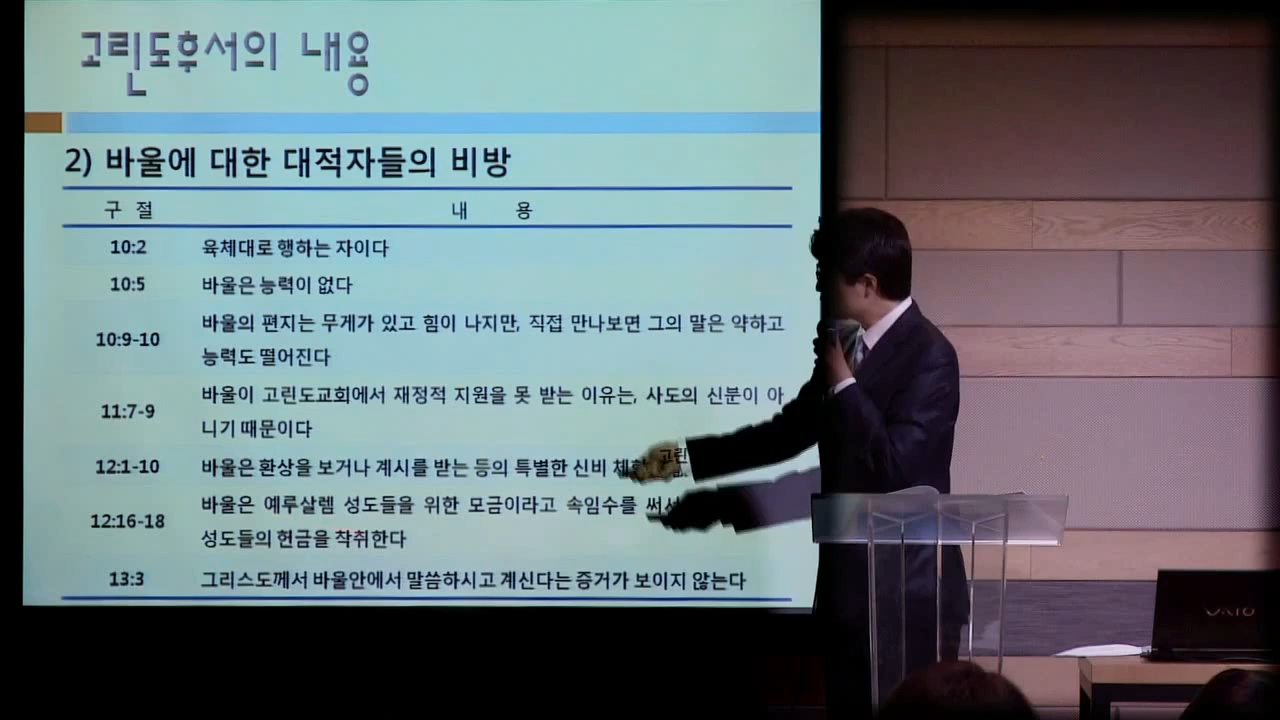 고린도후서의 내용
2) 바울에 대한 대적자들의 비방
구 절 내 용
10:2 육체대로 행하는 자이다
10:5 바울은 능력이 없다
10:9-10 바울의 편지는 무게가 있고 힘이 나지만, 직접 만나보면 그의 말은 약하고
능력도 떨어진다
11:7-9 바울이 고린도교회에서 재정적 지원을 못 받는 이유는, 사도의 신분이 아
니기 때문이다
12:1-10 바울은 환상을 보거나 계시를 받는 등의 특별한 신비
12:16-18 바울은 예루살렘 성도들을 위한 모금이라고 속임수를 써서 고린
성도들의 헌금을 착취한다
13:3 그리스도께서 바울안에서 말씀하시고 계신다는 증거가 보이지 않는다
VAIO